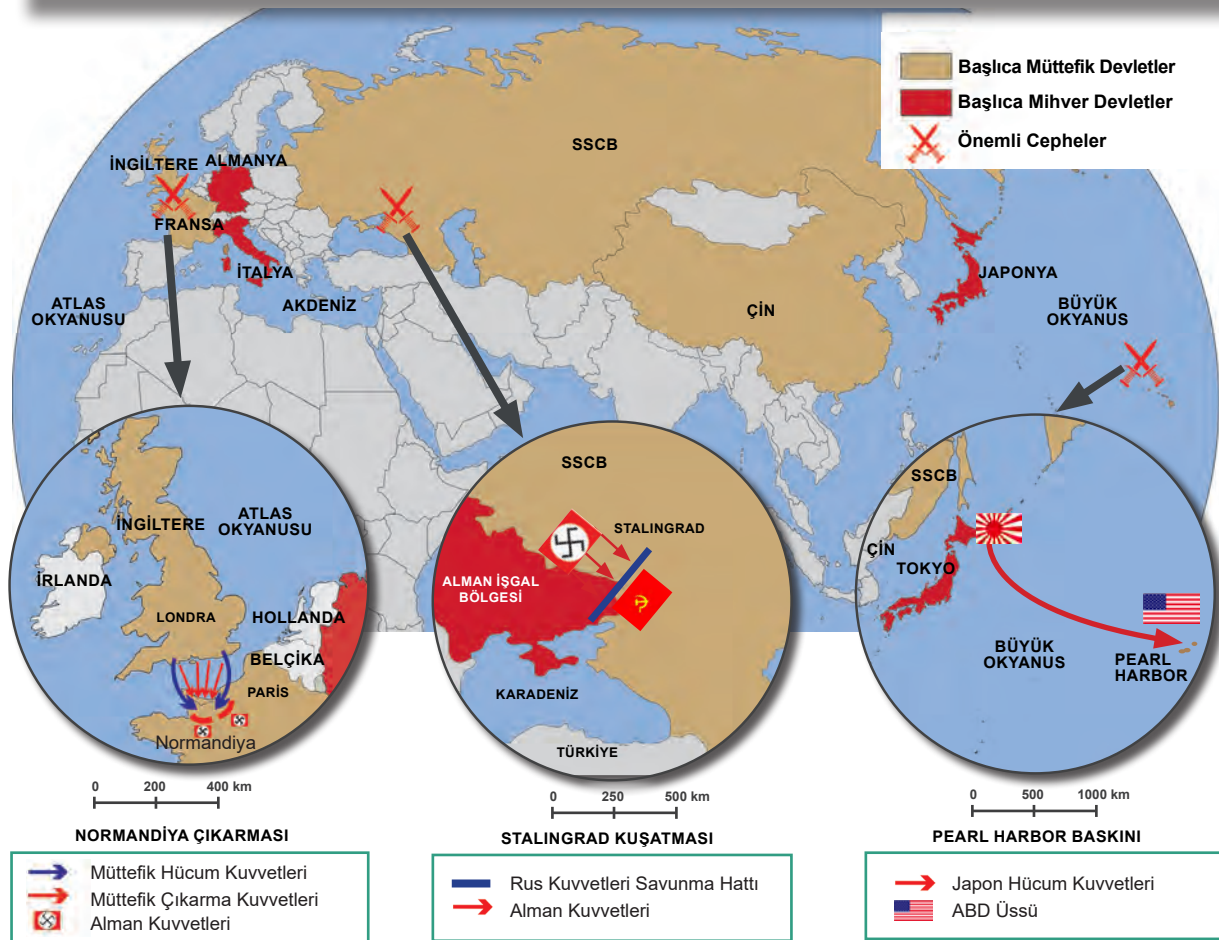 Başlıca Müttefik Devletler
Başlıca Mihver Devletler
Önemli Cepheler
SSCB
İNGİLTERE
ALMANYA
FRANSA
İTALYA
ATLAS
OKYANUSU
AKDENİZ
ÇİN
JAPONYA
BÜYÜK
OKYANUS
İNGİLTERE
ATLAS
OKYANUSU
İRLANDA
LONDRA
HOLLANDA
BELÇİKA
PARİS
Normandiya
0 200 400 km
NORMANDİYA ÇIKARMASI
Müttefik Hücum Kuvvetleri
Müttefik Çıkarma Kuvvetleri
Alman Kuvvetleri
SSCB
STALINGRAD
ALMAN İŞGAL
BÖLGESİ
KARADENİZ
TÜRKİYE
0 250 500 km
STALINGRAD KUŞATMASI
Rus Kuvvetleri Savunma Hattı
Alman Kuvvetleri
SSCB
ÇİN
TOKYO
BÜYÜK
OKYANUS
PEARL
HARBOR
0 500 1000 km
PEARL HARBOR BASKINI
Japon Hücum Kuvvetleri
ABD Üssü